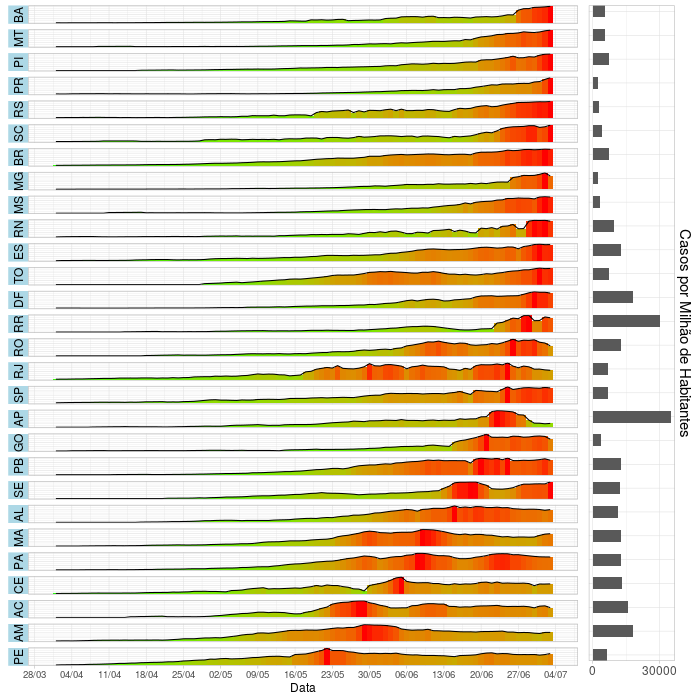 BA
MT
PI
PR
RS
SC
BR
MG
MS
RN
ES
TO
DF
RR
RO
RJ
SP
AP
GO
PB
SE
AL
MA
PA
CE
AC
AM
PE
28/03 04/04 11/04 18/04 25/04 02/05 09/05 16/05 23/05 30/05 06/06 13/06 20/06 27/06 04/07
Data
0 30000
Casos por Milhão de Habitantes